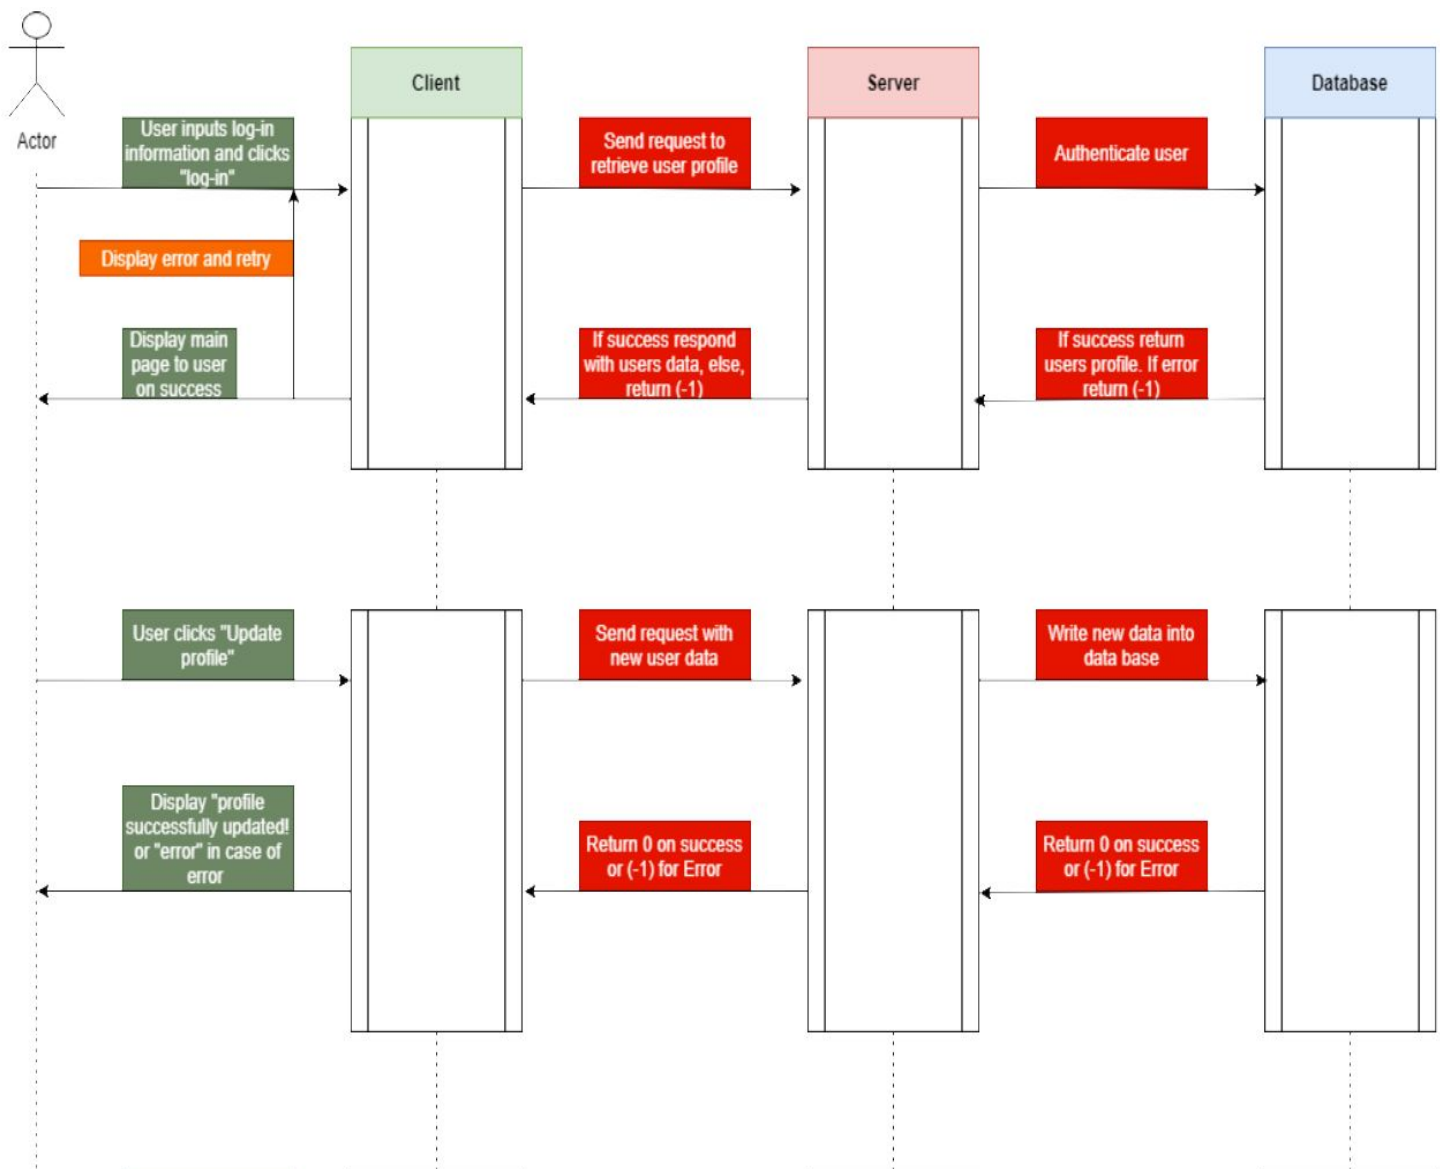 Client
Server
Database
Actor
User inputs log-in
information and clicks
"log-in"
Send request to
retrieve user profile
Authenticate user
Display error and retry
Display main
page to user
on success
If success respond
with users data, else,
return (-1)
If success return
users profile. If error
return (-1)
User clicks "Update
profile"
Send request with
new user data
Write new data into
data base
Display "profile
successfully updated!
or "error" in case of
error
Return 0 on success
or (-1) for Error
Return 0 on success
or (-1) for Error